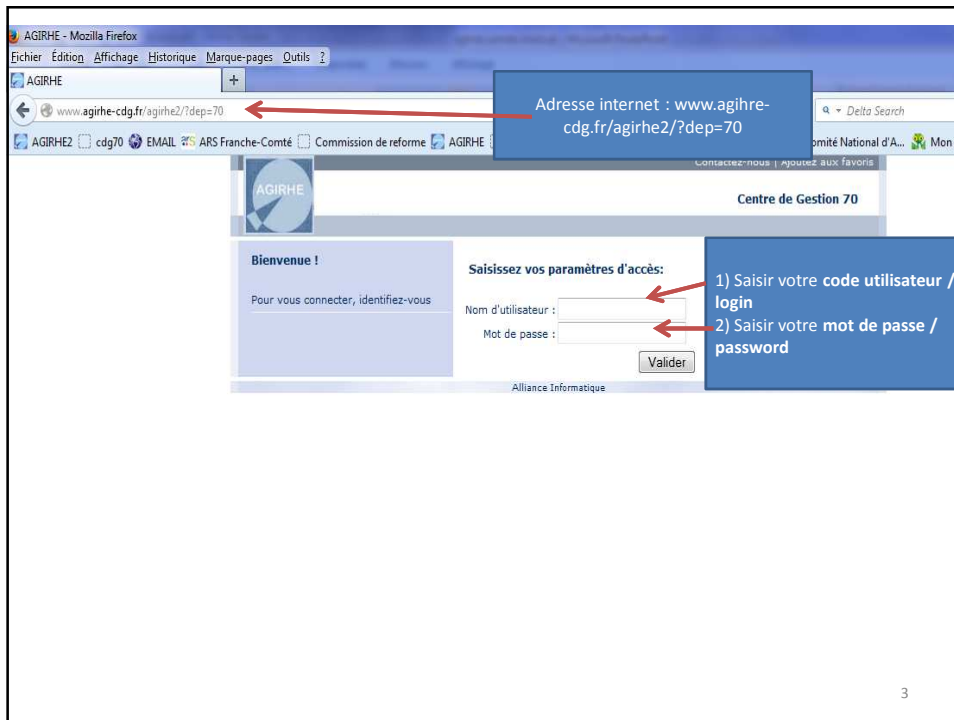 AGIRHE - Mozilla Firefox
Fichier Édition Affichage Historique Marque-pages Outils ?
AGIRHE +
www.agirhe-cdg.fr/agirhe2/?dep=70
Delta Search
Adresse internet : www.agihre-
cdg.fr/agirhe2/?dep=70
AGIRHE2 cdg70 EMAIL ars ARS Franche-Comté Commission de reforme AGIRHE omité National d'A... Mon
Contactez-nous | Ajoutez aux favoris
AGIRHE
Centre de Gestion 70
Bienvenue !
Pour vous connecter, identifiez-vous
Saisissez vos paramètres d'accès:
Nom d'utilisateur :
Mot de passe :
Valider
1) Saisir votre code utilisateur /
login
2) Saisir votre mot de passe /
password
Alliance Informatique
3